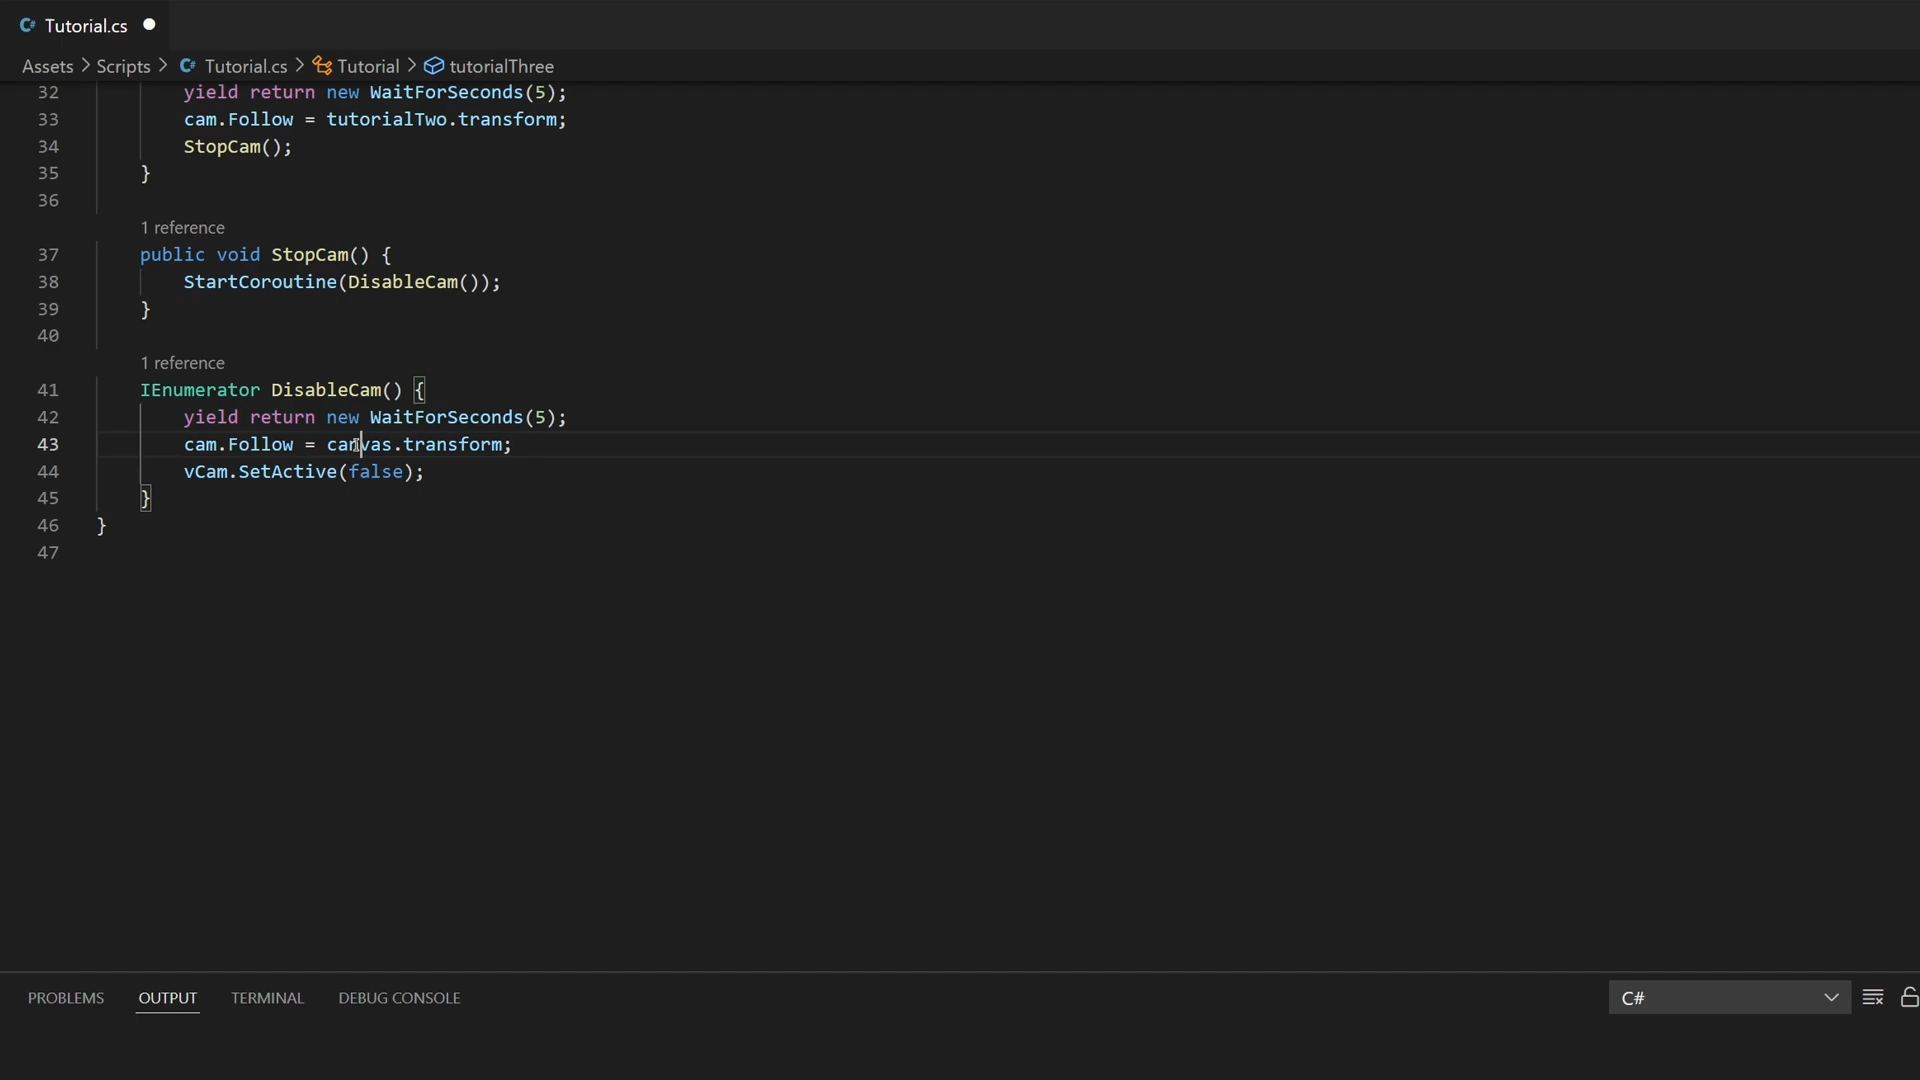 Tutorial.cs
Assets > Scripts > Tutorial.cs > Tutorial > tutorialThree
32 yield return new WaitForSeconds(5);
33 cam.Follow = tutorialTwo.transform;
34 StopCam();
35 }
36
1 reference
37 public void StopCam() {
38 StartCoroutine(DisableCam());
39 }
40
1 reference
41 IEnumerator DisableCam() {
42 yield return new WaitForSeconds(5);
43 cam.Follow = canvas.transform;
44 vCam.SetActive(false);
45 }
46 }
47
PROBLEMS OUTPUT TERMINAL DEBUG CONSOLE C#